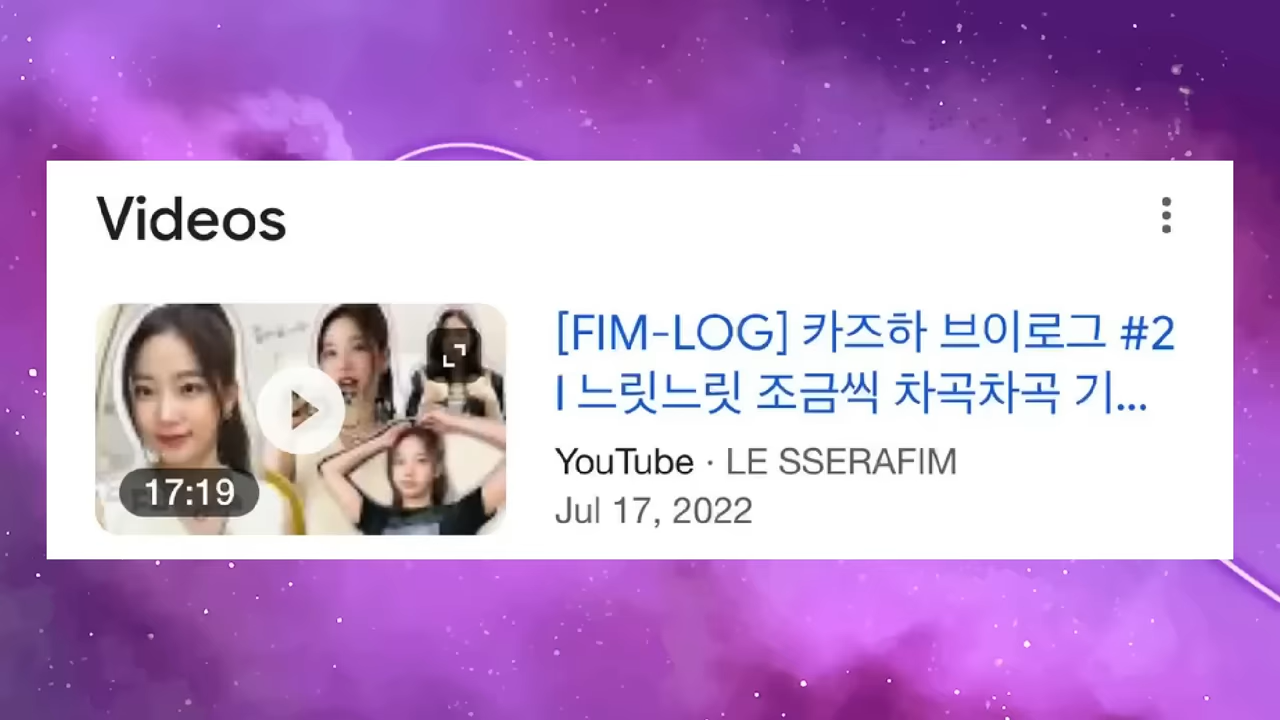 Videos
[FIM-LOG] 카즈하 브이로그 #2
l 느릿느릿 조금씩 차곡차곡 기...
YouTube · LE SSERAFIM
Jul 17, 2022
17:19